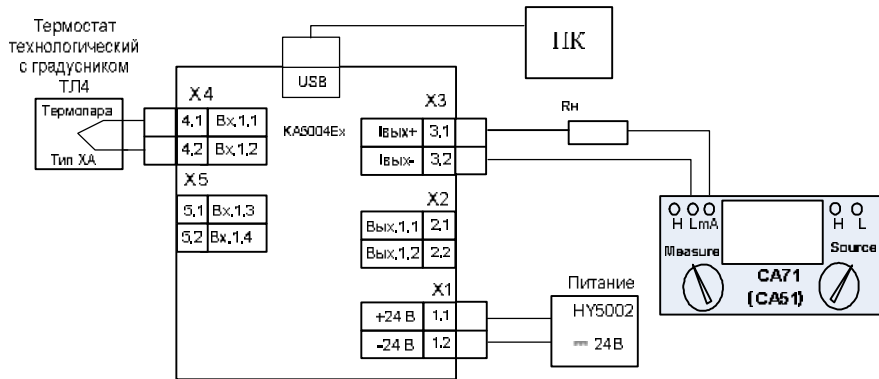 Термостат
технологический
с градусником
ТЛ4
Термопара
Тип ХА
X4
4.1 Вх.1.1
4.2 Вх.1.2
X5
5.1 Вх.1.3
5.2 Вх.1.4
USB
КА5004Ех
ПК
X3
Iвых+ 3.1
Iвых- 3.2
X2
Вых.1.1 2.1
Вых.1.2 2.2
X1
+24 В 1.1
-24 В 1.2
Rн
Питание
HY5002
24В
H L mA
H L
Measure
Source
CA71
(CA51)